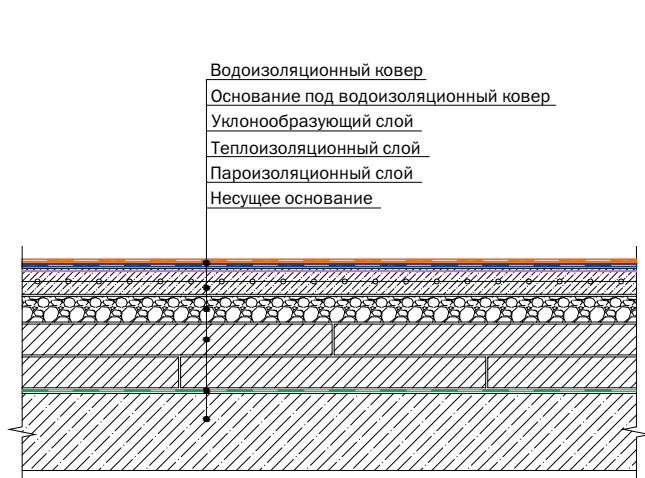 Водоизоляционный ковер
Основание под водоизоляционный ковер
Уклонообразующий слой
Теплоизоляционный слой
Пароизоляционный слой
Несущее основание